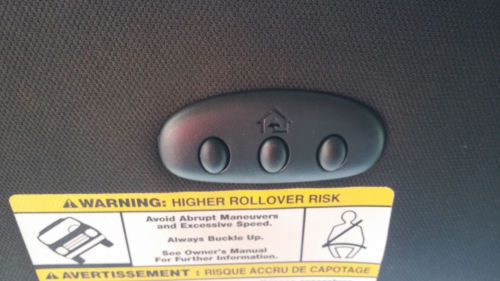 WARNING: HIGHER ROLLOVER RISK
Avoid Abrupt Maneuvers
and Excessive Speed.
Always Buckle Up.
See Owner's Manual
For Further Information.
AVERTISSEMENT : RISQUE ACCRU DE CAPOTAGE